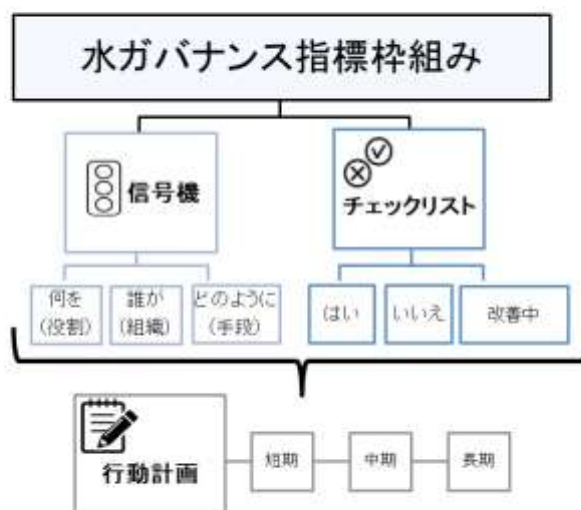 水ガバナンス指標枠組み
信号機
チェックリスト
何を
(役割)
誰が
(組織)
どのように
(手段)
はい
いいえ
改善中
行動計画
短期
中期
長期